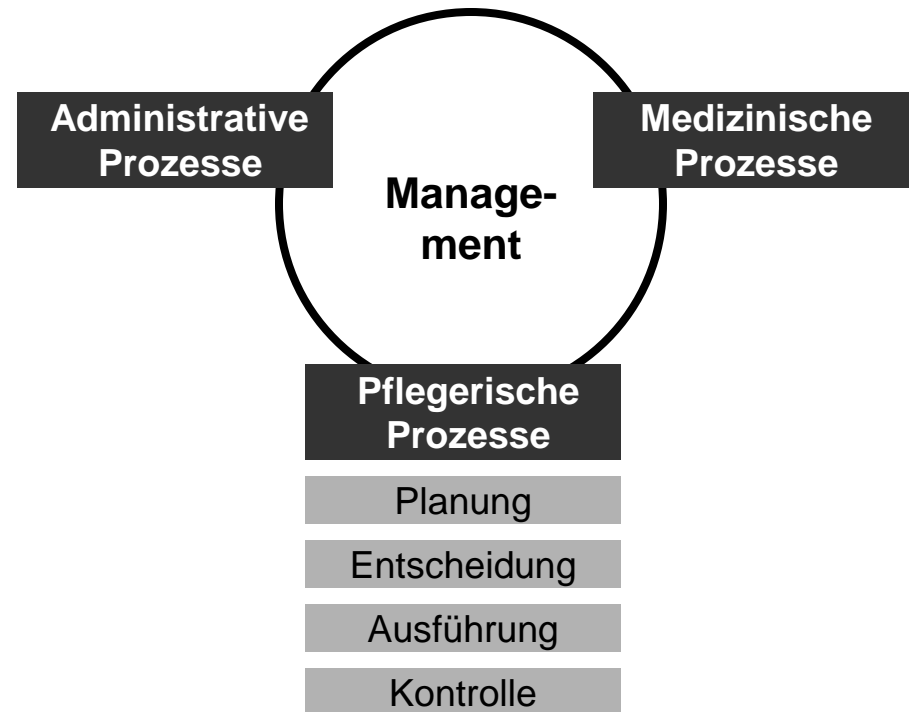 Administrative
Prozesse
Medizinische
Prozesse
Manage-
ment
Pflegerische
Prozesse
Planung
Entscheidung
Ausführung
Kontrolle